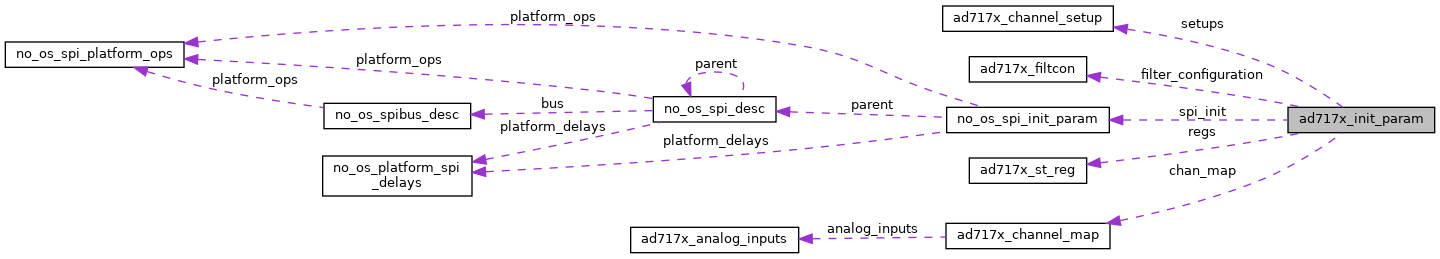 platform_ops
ad717x_channel_setup
setups
no_os_spi_platform_ops
platform_ops
parent
ad717x_filtcon
filter_configuration
platform_ops
bus
no_os_spi_desc
parent
no_os_spibus_desc
no_os_spi_init_param
spi_init
ad717x_init_param
platform_delays
regs
platform_delays
no_os_platform_spi
_delays
ad717x_st_reg
chan_map
ad717x_analog_inputs
analog_inputs
ad717x_channel_map